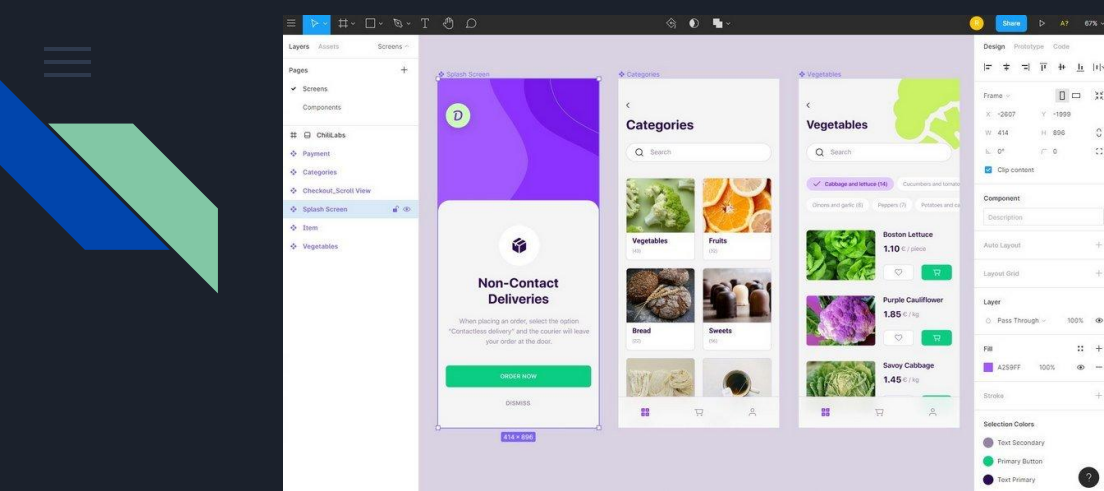 Share
A?
67%
Layers
Assets
Screens
Pages
Screens
Components
ChiliLabs
Payment
Categories
Checkout_Scroll View
Splash Screen
Item
Vegetables
Splash Screen
D
Non-Contact
Deliveries
When placing an order, select the option
"Contactless delivery" and the courier will leave
your order at the door.
ORDER NOW
DISMISS
414 × 896
Categories
Categories
Search
Vegetables
Fruits
Bread
Sweets
Vegetables
Vegetables
Search
Cabbage and lettuce (14)
Cucumbers and tomato
Onions and garlic (8)
Peppers (7)
Potatoes and ca
Boston Lettuce
1.10 € / piece
Purple Cauliflower
1.85 € / kg
Savoy Cabbage
1.45 € / kg
Design
Prototype
Code
Frame
X -2607
Y -1999
W 414
H 896
0°
0
Clip content
Component
Description
Auto Layout
Layout Grid
Layer
Pass Through
100%
Fill
A259FF
100%
Stroke
Selection Colors
Text Secondary
Primary Button
Text Primary
?